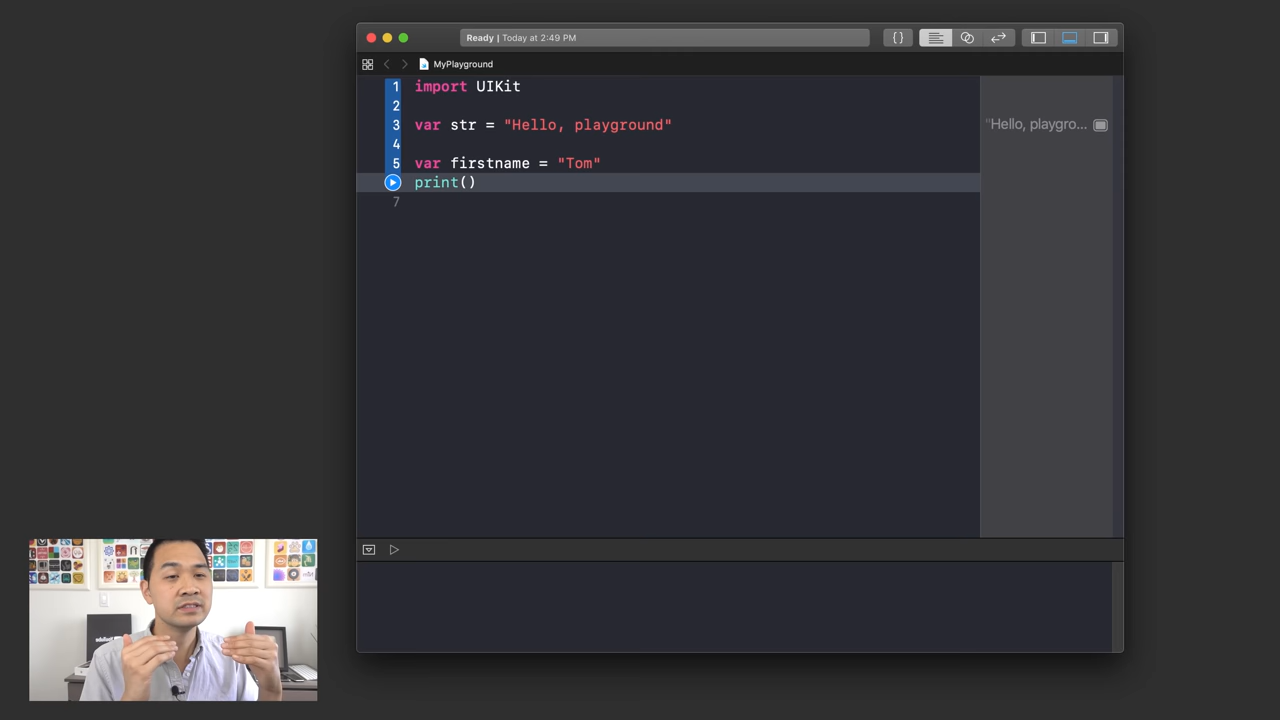 Ready | Today at 2:49 PM
{ }
MyPlayground
1 import UIKit
2
3 var str = "Hello, playground"
"Hello, playgro...
4
5 var firstname = "Tom"
print()
7